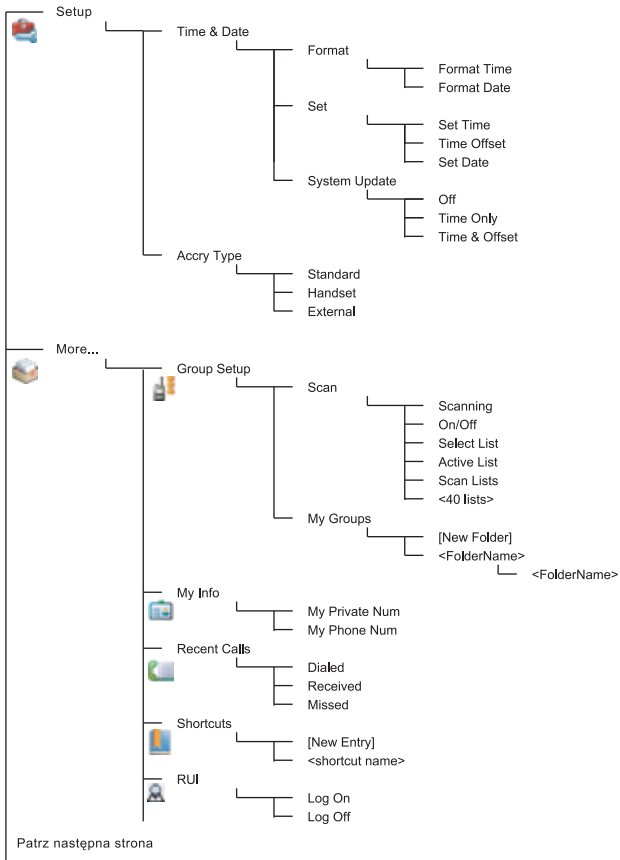 Setup
Time & Date
Format
Format Time
Format Date
Set
Set Time
Time Offset
Set Date
System Update
Off
Time Only
Time & Offset
Accry Type
Standard
Handset
External
More...
Group Setup
Scan
Scanning
On/Off
Select List
Active List
Scan Lists
<40 lists>
My Groups
[New Folder]
<FolderName>
<FolderName>
My Info
My Private Num
My Phone Num
Recent Calls
Dialed
Received
Missed
Shortcuts
[New Entry]
<shortcut name>
RUI
Log On
Log Off
Patrz następna strona